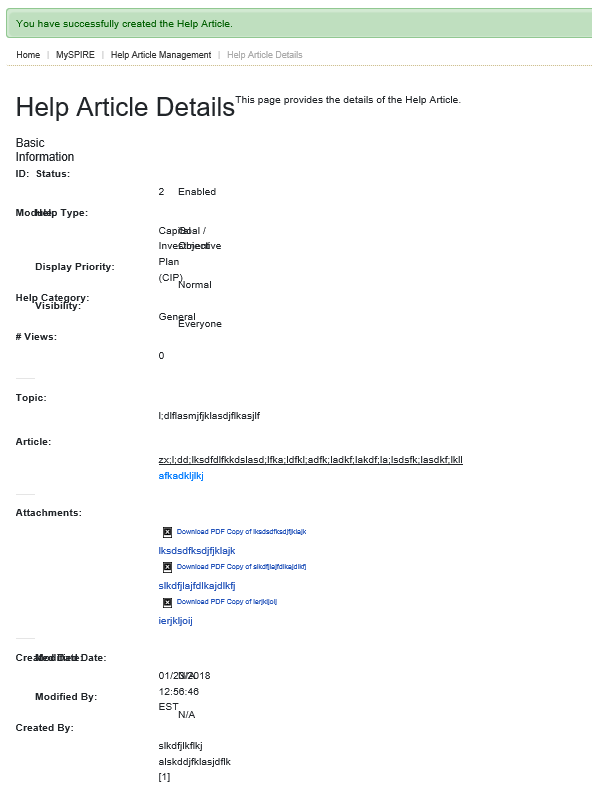 You have successfully created the Help Article.
Home | MySPIRE | Help Article Management | Help Article Details
Help Article Details This page provides the details of the Help Article.
Basic
Information
ID: Status:
2 Enabled
Module: Help Type:
Capital Goal /
Investment Objective
Plan
Display Priority:
(CIP)
Normal
Help Category:
Visibility:
General
Everyone
# Views:
0
Topic:
l;dlflasmjfjklasdjflkasjlf
Article:
zx;l;dd;lksdfdlfkkdslasd;lfka;ldfkl;adfk;ladkf;lakdf;la;lsdsfk;lasdkf;lkll
afkadkljlkj
Attachments:
Download PDF Copy of lksdsdfksdjfjklajk
lksdsdfksdjfjklajk
Download PDF Copy of slkdfjlajfdlkajdlkfj
slkdfjlajfdlkajdlkfj
Download PDF Copy of ierjkljoij
ierjkljoij
Created Date: Modified Date:
01/23/2018 N/A
12:56:46
Modified By:
EST
N/A
Created By:
slkdfjlkflkj
alskddjfklasjdflk
[1]